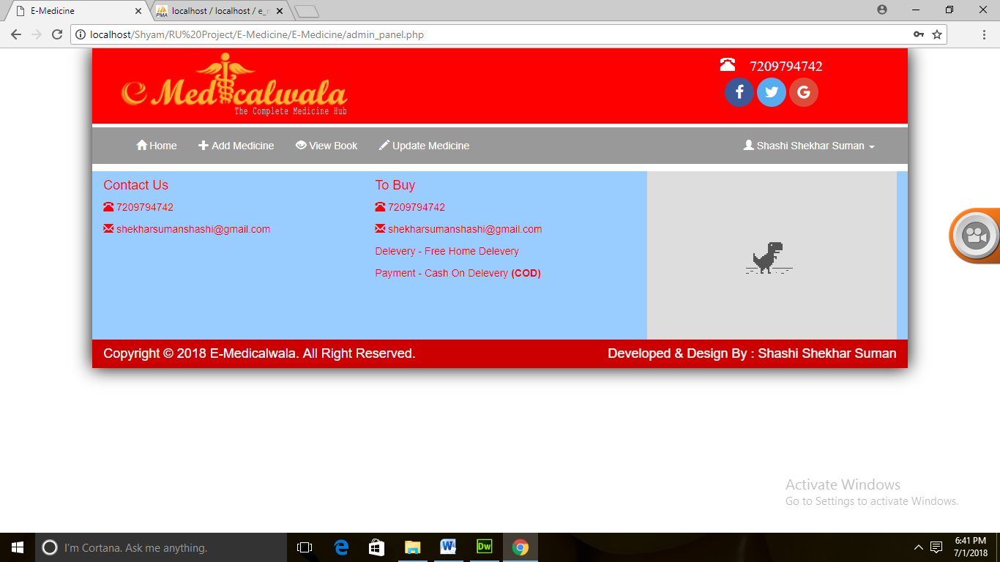 E-Medicine
PMA
localhost / localhost / e_
localhost/Shyam/RU%20Project/E-Medicine/E-Medicine/admin_panel.php
e Medicalwala
The Complete Medicine Hub
7209794742
f
G
Home
Add Medicine
View Book
Update Medicine
Shashi Shekhar Suman
Contact Us
7209794742
shekharsumanshashi@gmail.com
To Buy
7209794742
shekharsumanshashi@gmail.com
Delevery - Free Home Delevery
Payment - Cash On Delevery (COD)
Copyright © 2018 E-Medicalwala. All Right Reserved.
Developed & Design By : Shashi Shekhar Suman
Activate Windows
Go to Settings to activate Windows.
I'm Cortana. Ask me anything.
W
Dw
6:41 PM
7/1/2018